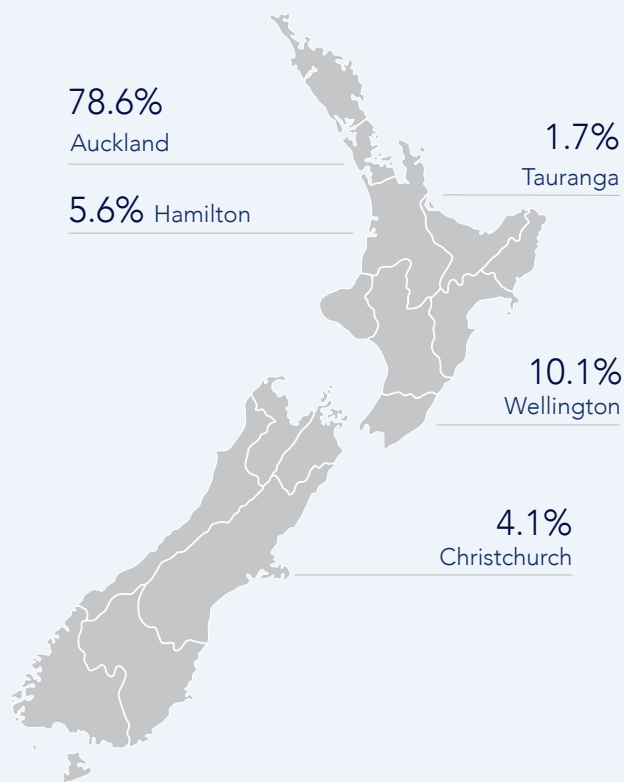 78.6%
Auckland
1.7%
Tauranga
5.6% Hamilton
10.1%
Wellington
4.1%
Christchurch